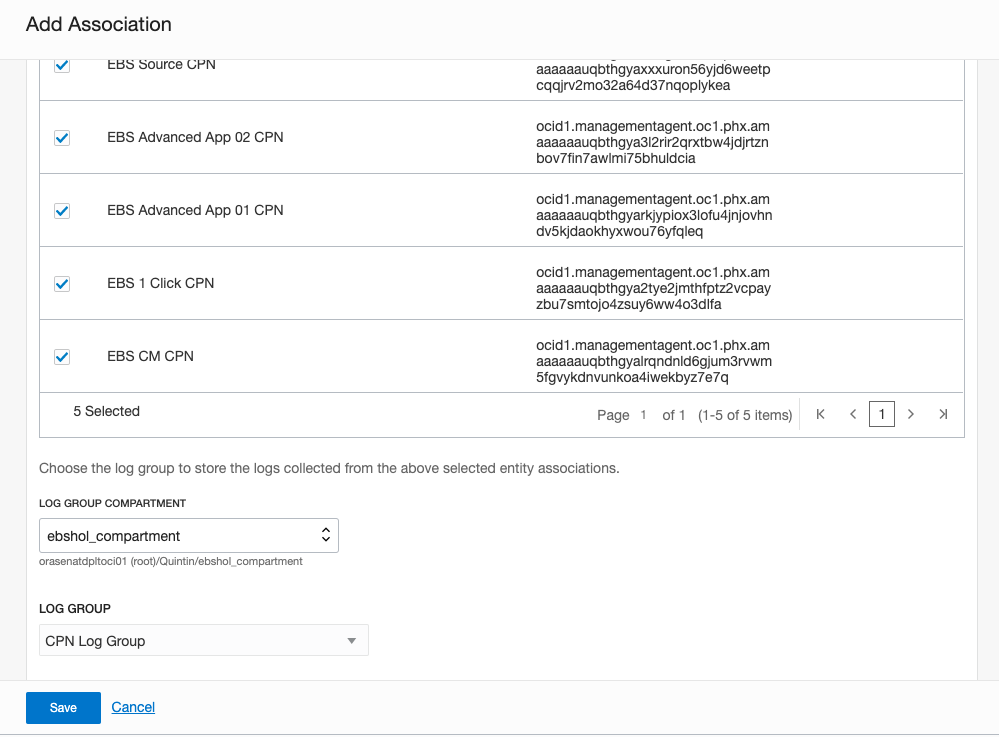 Add Association
EBS Source CPN
aaaaaauqbthgyaxxxuron56yjd6weetp
cqqjrv2mo32a64d37nqoplykea
EBS Advanced App 02 CPN
ocid1.managementagent.oc1.phx.am
aaaaaauqbthgya3l2rir2qrxtbw4jdjrtzn
bov7fin7awlmi75bhuldcia
EBS Advanced App 01 CPN
ocid1.managementagent.oc1.phx.am
aaaaaauqbthgyarkjypiox3lofu4jnjovhn
dv5kjdaokhyxwou76yfqleq
EBS 1 Click CPN
ocid1.managementagent.oc1.phx.am
aaaaaauqbthgya2tye2jmthfptz2vcpay
zbu7smtojo4zsuy6ww4o3dlfa
EBS CM CPN
ocid1.managementagent.oc1.phx.am
aaaaaauqbthgyalrqndnld6gjum3rvwm
5fgvykdnvunkoa4iwekbyz7e7q
5 Selected
Page 1 of 1 (1-5 of 5 items) 1
Choose the log group to store the logs collected from the above selected entity associations.
LOG GROUP COMPARTMENT
ebshol_compartment
orasenatdpltoci01 (root)/Quintin/ebshol_compartment
LOG GROUP
CPN Log Group
Save Cancel